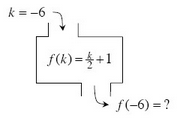 k = −6
f(k) = k/2 + 1
f(−6) = ?